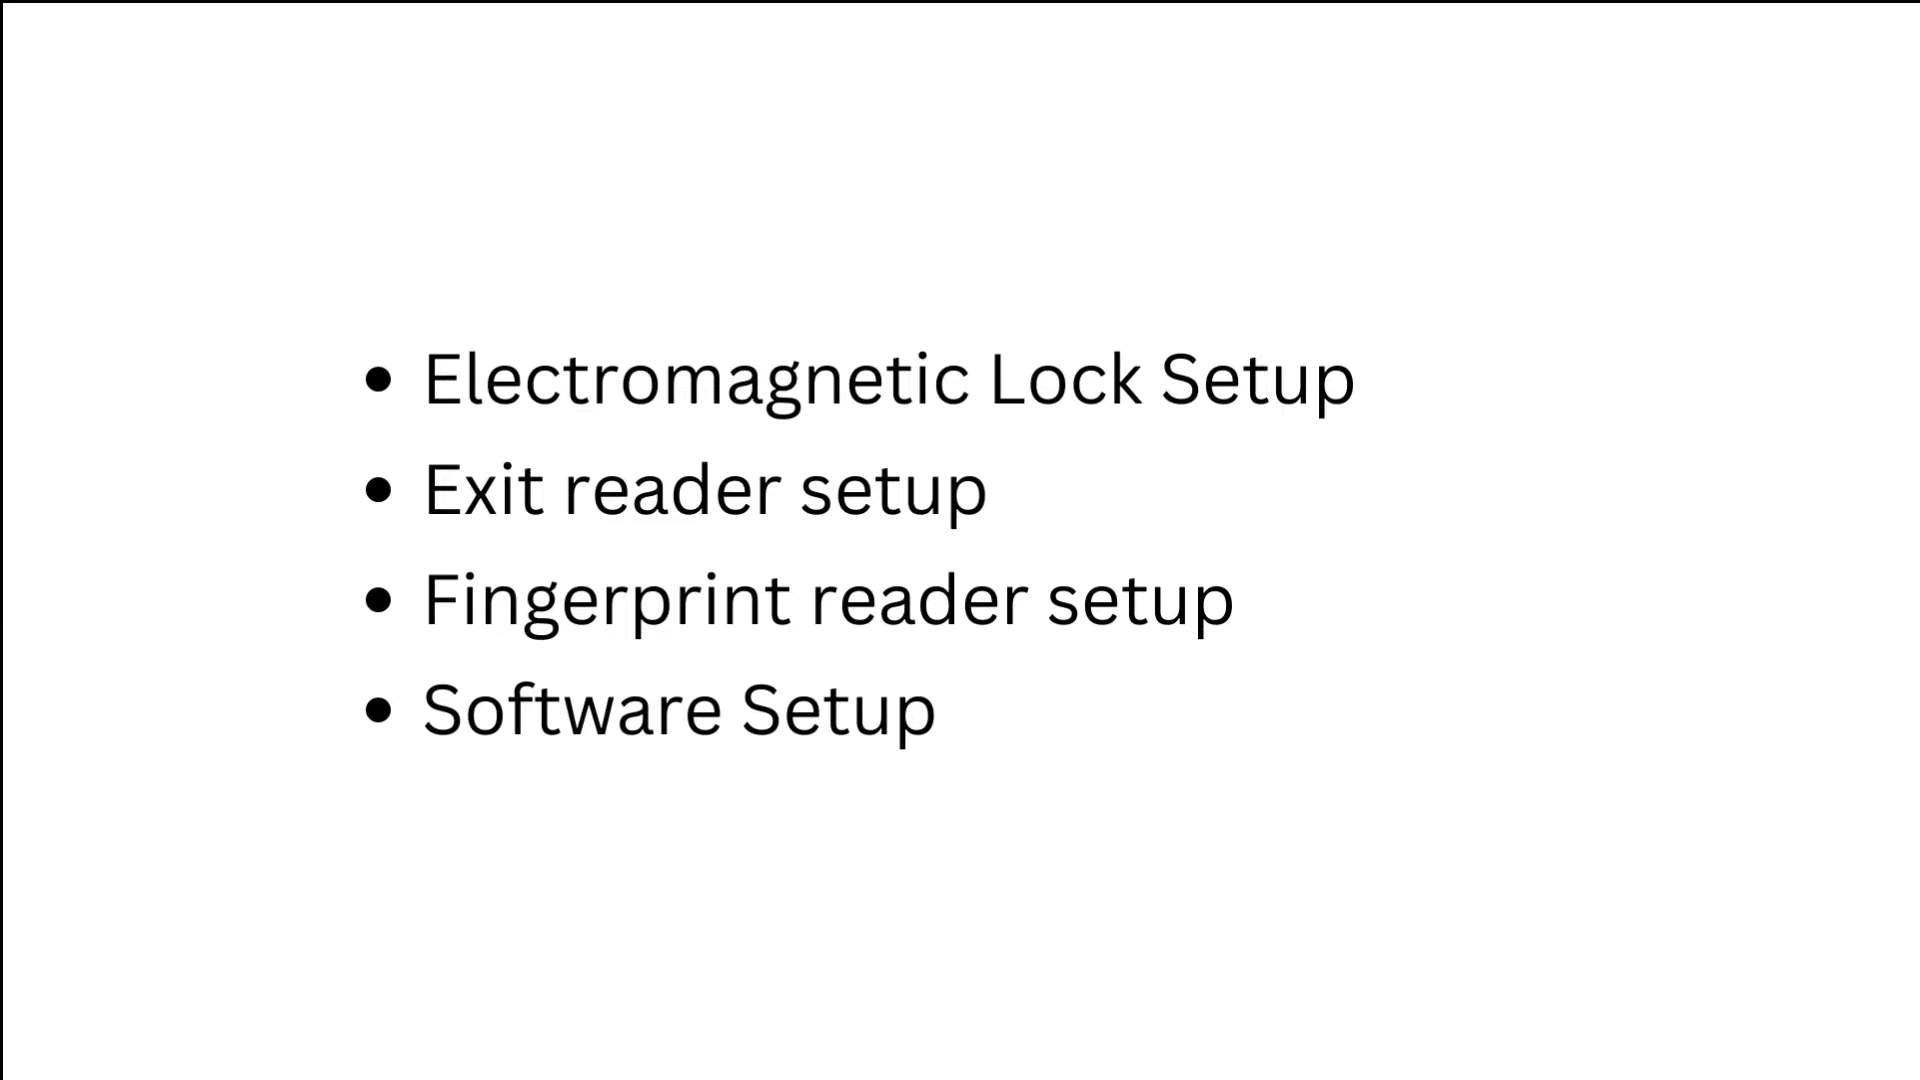 • Electromagnetic Lock Setup
• Exit reader setup
• Fingerprint reader setup
• Software Setup